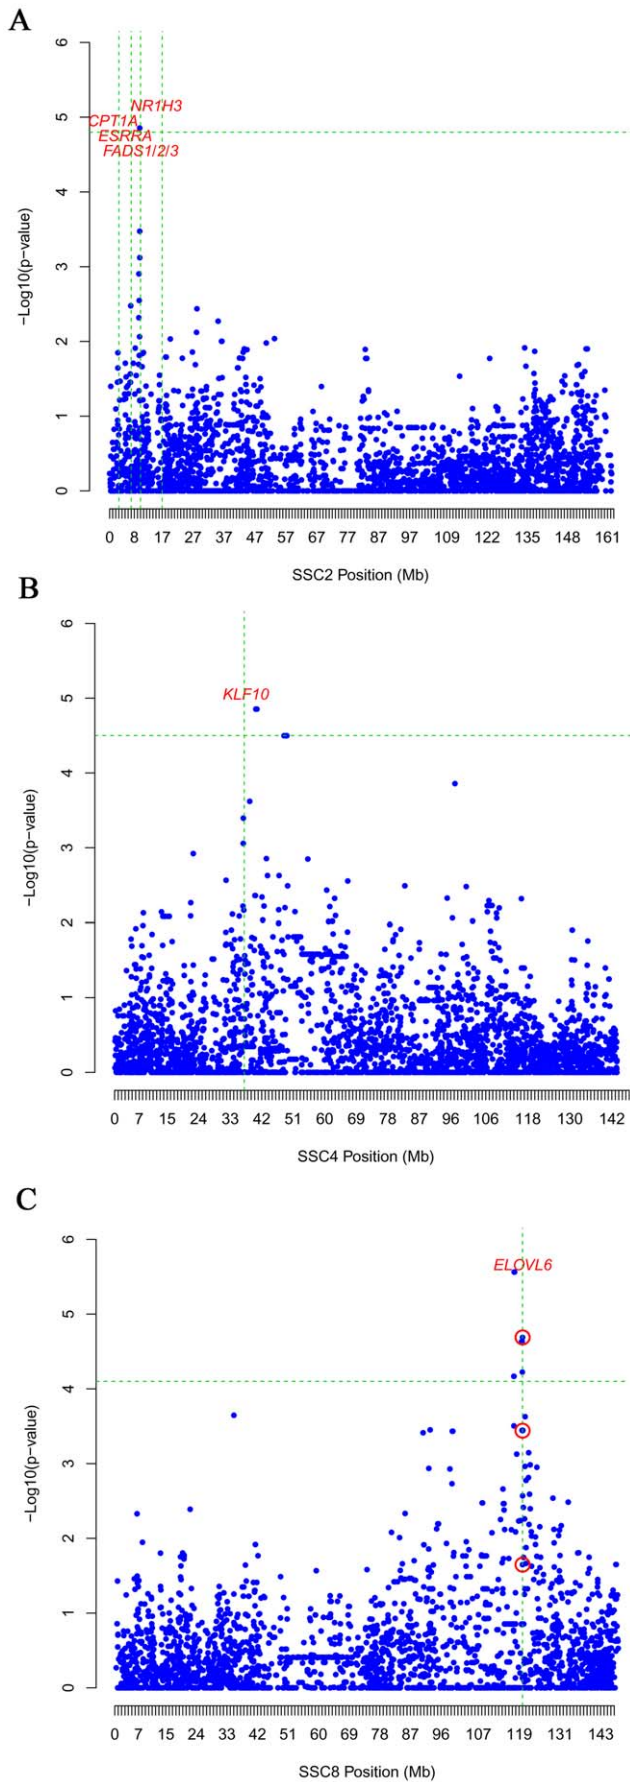 A
6
5
4
3
2
1
0
−Log10(p−value)
NR1H3
CPT1A
ESRRA
FADS1/2/3
0 8 17 27 37 47 57 67 77 87 97 109 122 135 148 161
SSC2 Position (Mb)
B
6
5
4
3
2
1
0
−Log10(p−value)
KLF10
0 7 15 24 33 42 51 60 69 78 87 96 106 118 130 142
SSC4 Position (Mb)
C
6
5
4
3
2
1
0
−Log10(p−value)
ELOVL6
0 7 15 24 33 42 51 60 69 78 87 96 107 119 131 143
SSC8 Position (Mb)